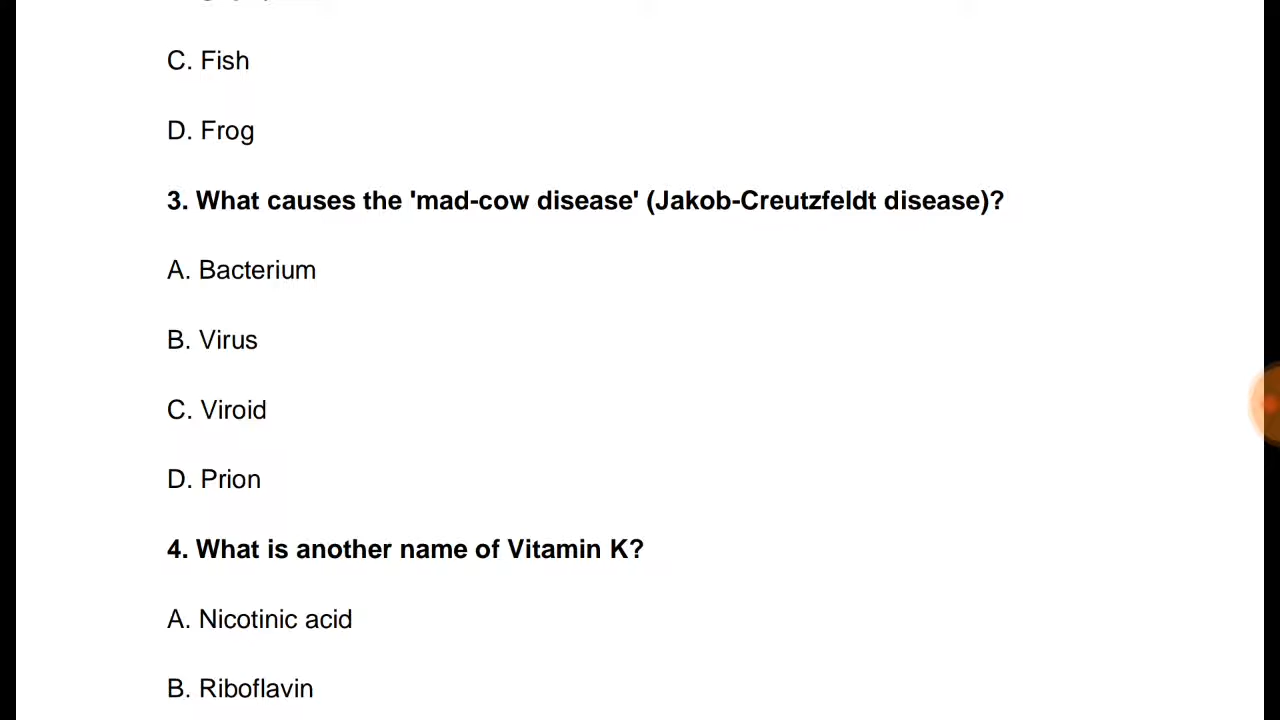 C. Fish
D. Frog
3. What causes the 'mad-cow disease' (Jakob-Creutzfeldt disease)?
A. Bacterium
B. Virus
C. Viroid
D. Prion
4. What is another name of Vitamin K?
A. Nicotinic acid
B. Riboflavin